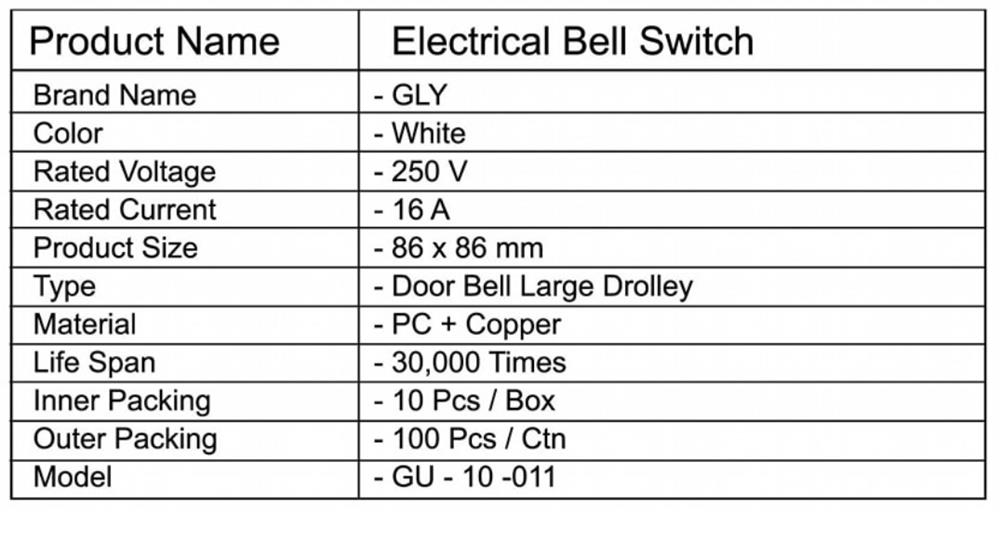 Product Name Electrical Bell Switch
Brand Name - GLY
Color - White
Rated Voltage - 250 V
Rated Current - 16 A
Product Size - 86 x 86 mm
Type - Door Bell Large Drolley
Material - PC + Copper
Life Span - 30,000 Times
Inner Packing - 10 Pcs / Box
Outer Packing - 100 Pcs / Ctn
Model - GU - 10 -011